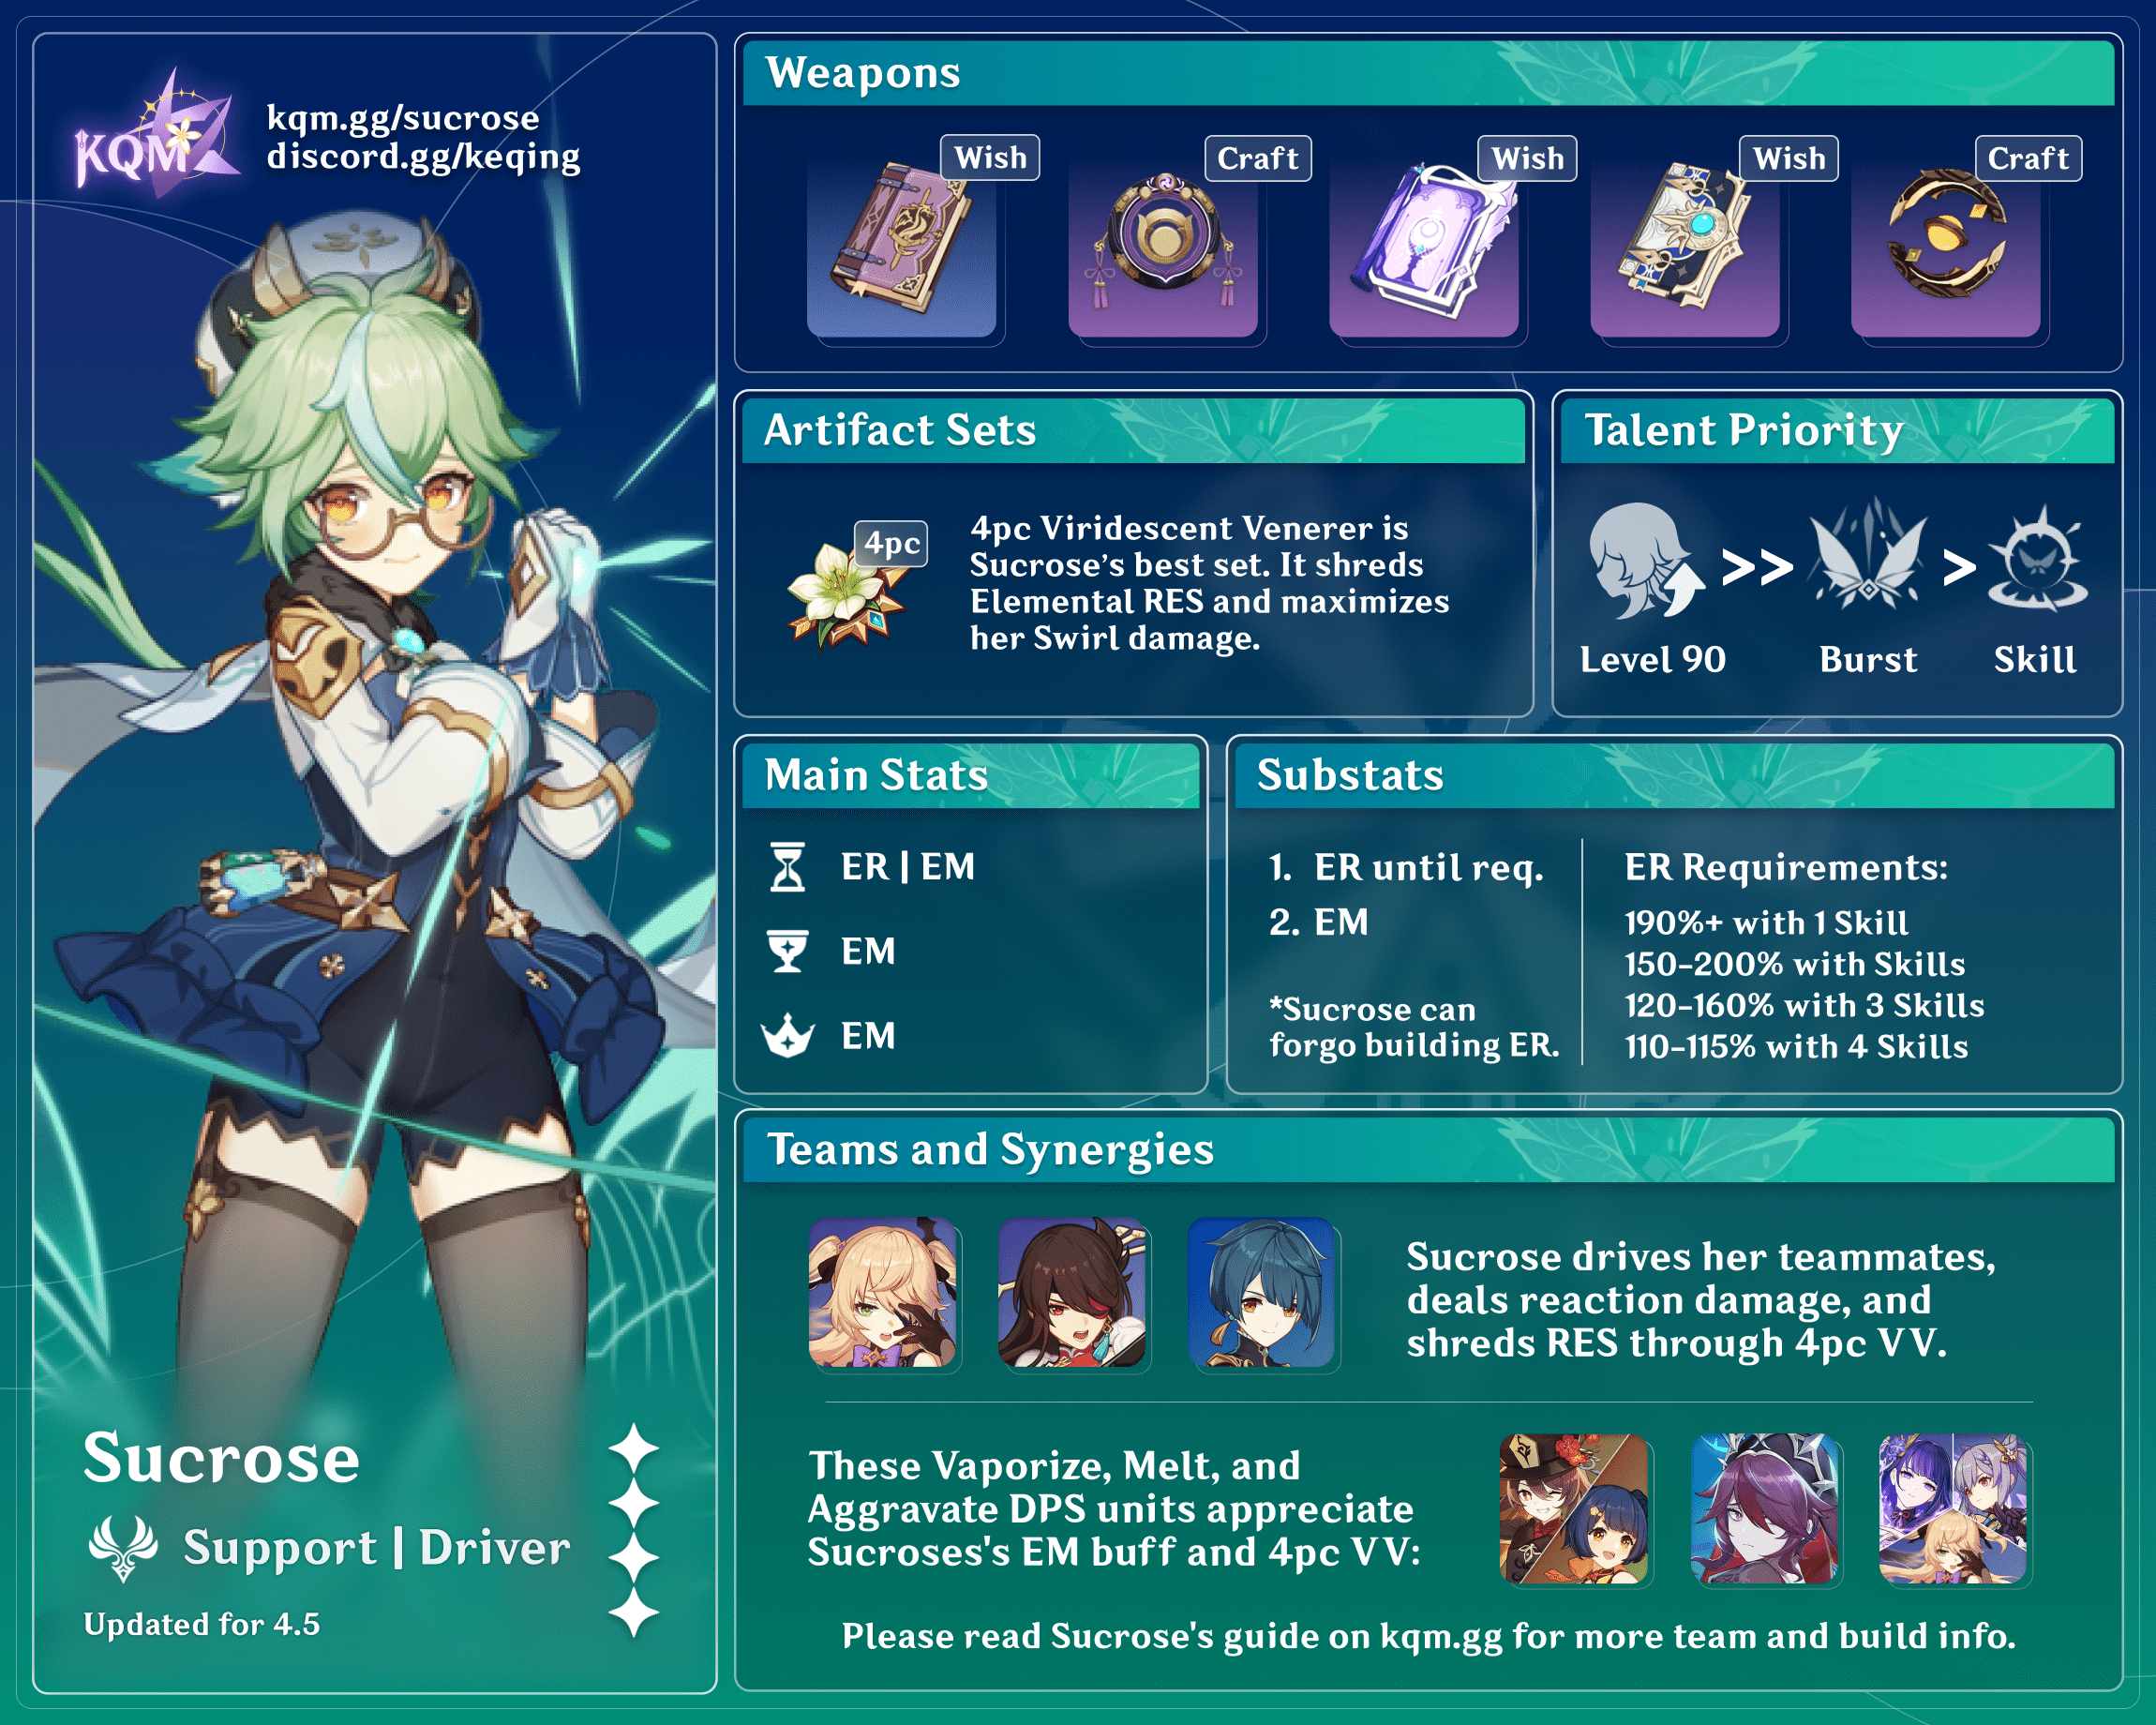 KQM
kqm.gg/sucrose
discord.gg/keqing
Sucrose
Support | Driver
Updated for 4.5
Weapons
Wish
Craft
Wish
Wish
Craft
Artifact Sets
4pc
4pc Viridescent Venerer is
Sucrose’s best set. It shreds
Elemental RES and maximizes
her Swirl damage.
Talent Priority
>>
>
Level 90
Burst
Skill
Main Stats
ER | EM
EM
EM
Substats
1. ER until req.
2. EM
*Sucrose can
forgo building ER.
ER Requirements:
190%+ with 1 Skill
150-200% with Skills
120-160% with 3 Skills
110-115% with 4 Skills
Teams and Synergies
Sucrose drives her teammates,
deals reaction damage, and
shreds RES through 4pc VV.
These Vaporize, Melt, and
Aggravate DPS units appreciate
Sucroses's EM buff and 4pc VV:
Please read Sucrose's guide on kqm.gg for more team and build info.